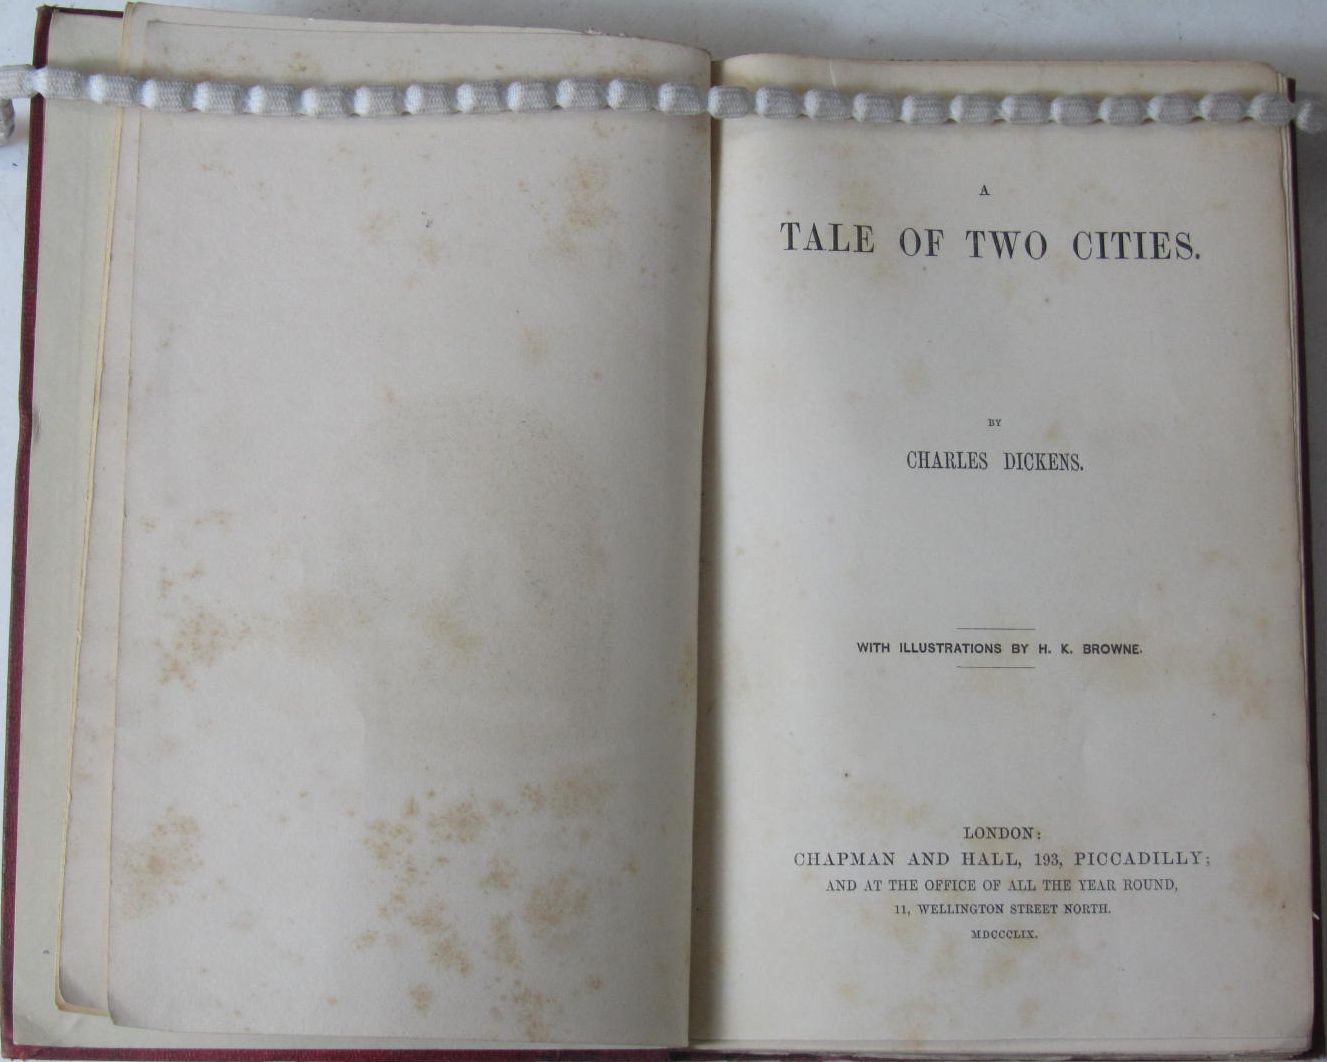 A
TALE OF TWO CITIES.
BY
CHARLES DICKENS.
WITH ILLUSTRATIONS BY H. K. BROWNE.
LONDON:
CHAPMAN AND HALL, 193, PICCADILLY;
AND AT THE OFFICE OF ALL THE YEAR ROUND,
11, WELLINGTON STREET NORTH.
MDCCCLIX.